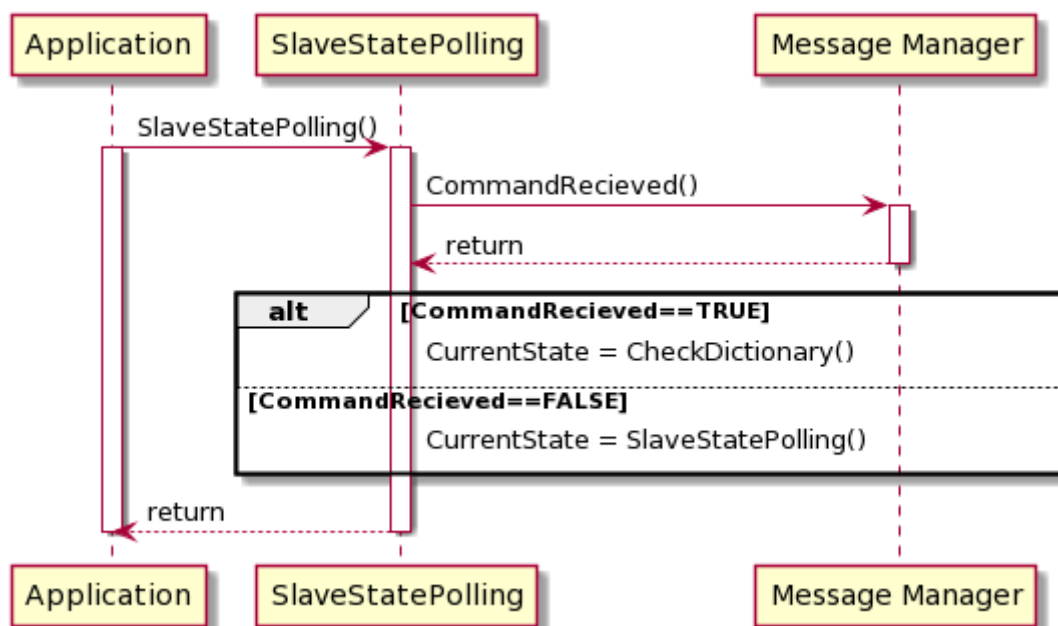 Application SlaveStatePolling Message Manager
SlaveStatePolling()
CommandRecieved()
return
alt [CommandRecieved==TRUE]
CurrentState = CheckDictionary()
[CommandRecieved==FALSE]
CurrentState = SlaveStatePolling()
return
Application SlaveStatePolling Message Manager